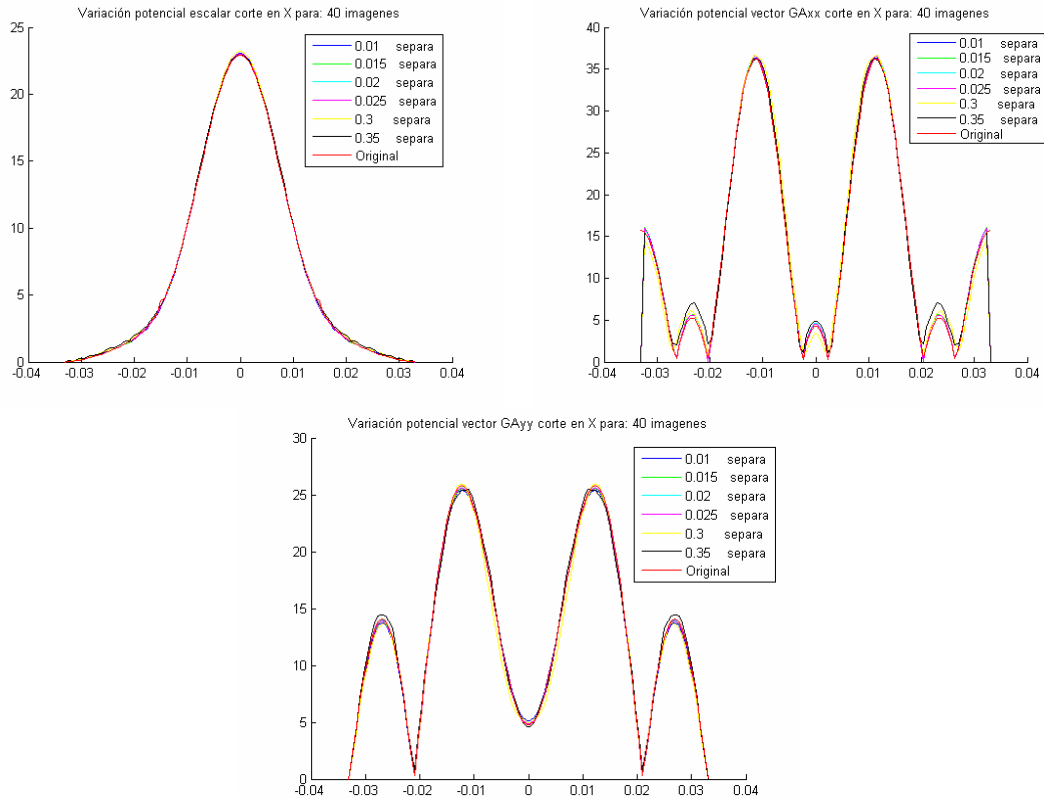 Variación potencial escalar corte en X para: 40 imagenes
25
20
15
10
5
0
-0.04 -0.03 -0.02 -0.01 0 0.01 0.02 0.03 0.04
0.01 separa
0.015 separa
0.02 separa
0.025 separa
0.3 separa
0.35 separa
Original
Variación potencial vector GAxx corte en X para: 40 imagenes
40
35
30
25
20
15
10
5
0
-0.04 -0.03 -0.02 -0.01 0 0.01 0.02 0.03 0.04
0.01 separa
0.015 separa
0.02 separa
0.025 separa
0.3 separa
0.35 separa
Original
Variación potencial vector GAyy corte en X para: 40 imagenes
30
25
20
15
10
5
0
-0.04 -0.03 -0.02 -0.01 0 0.01 0.02 0.03 0.04
0.01 separa
0.015 separa
0.02 separa
0.025 separa
0.3 separa
0.35 separa
Original